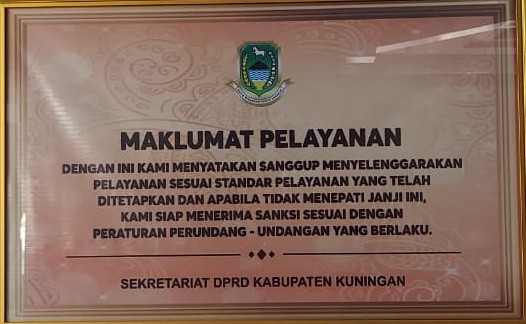 MAKLUMAT PELAYANAN
DENGAN INI KAMI MENYATAKAN SANGGUP MENYELENGGARAKAN
PELAYANAN SESUAI STANDAR PELAYANAN YANG TELAH
DITETAPKAN DAN APABILA TIDAK MENEPATI JANJI INI,
KAMI SIAP MENERIMA SANKSI SESUAI DENGAN
PERATURAN PERUNDANG - UNDANGAN YANG BERLAKU.
SEKRETARIAT DPRD KABUPATEN KUNINGAN